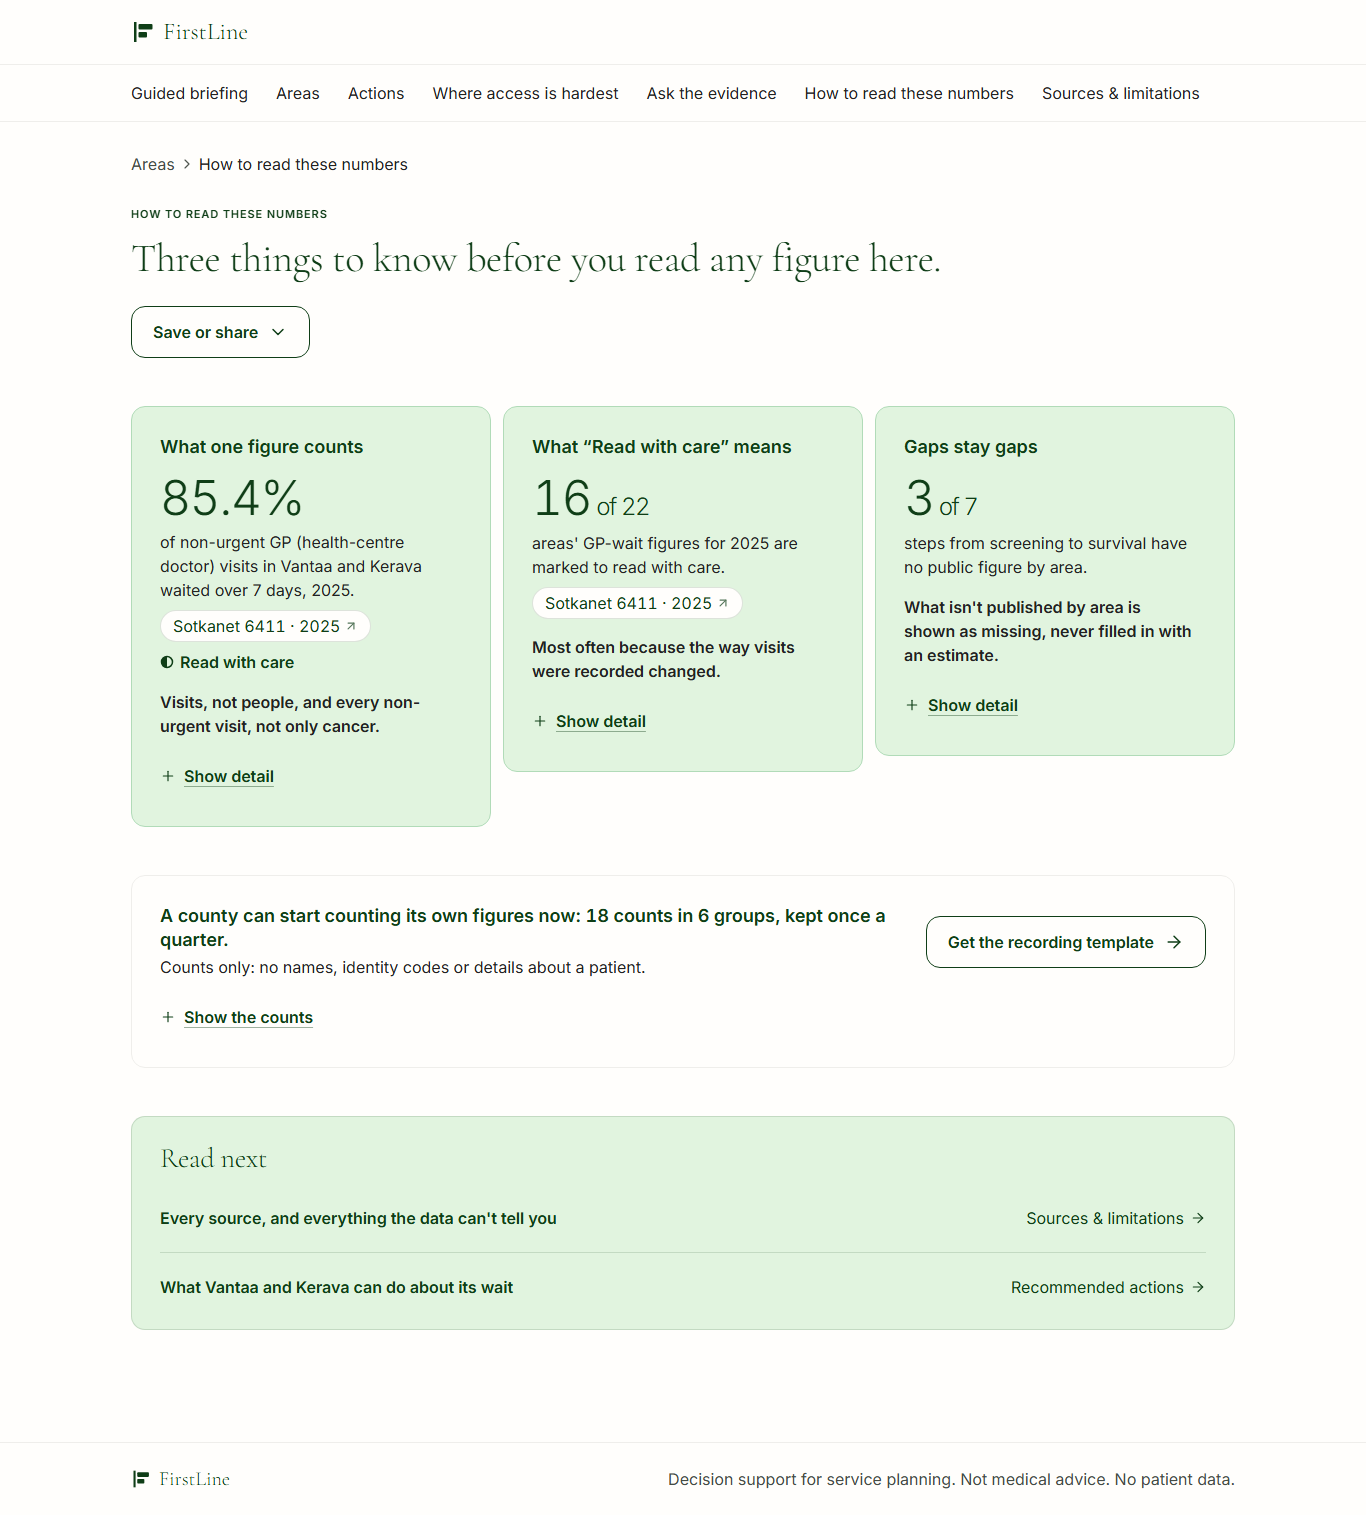 FirstLine
Guided briefing
Areas
Actions
Where access is hardest
Ask the evidence
How to read these numbers
Sources & limitations
Areas
How to read these numbers
HOW TO READ THESE NUMBERS
Three things to know before you read any figure here.
Save or share
What one figure counts
85.4%
of non-urgent GP (health-centre
doctor) visits in Vantaa and Kerava
waited over 7 days, 2025.
Sotkanet 6411 · 2025
Read with care
Visits, not people, and every non-
urgent visit, not only cancer.
Show detail
What “Read with care” means
16 of 22
areas' GP-wait figures for 2025 are
marked to read with care.
Sotkanet 6411 · 2025
Most often because the way visits
were recorded changed.
Show detail
Gaps stay gaps
3 of 7
steps from screening to survival have
no public figure by area.
What isn't published by area is
shown as missing, never filled in with
an estimate.
Show detail
A county can start counting its own figures now: 18 counts in 6 groups, kept once a
quarter.
Counts only: no names, identity codes or details about a patient.
Show the counts
Get the recording template
Read next
Every source, and everything the data can't tell you
Sources & limitations
What Vantaa and Kerava can do about its wait
Recommended actions
FirstLine
Decision support for service planning. Not medical advice. No patient data.